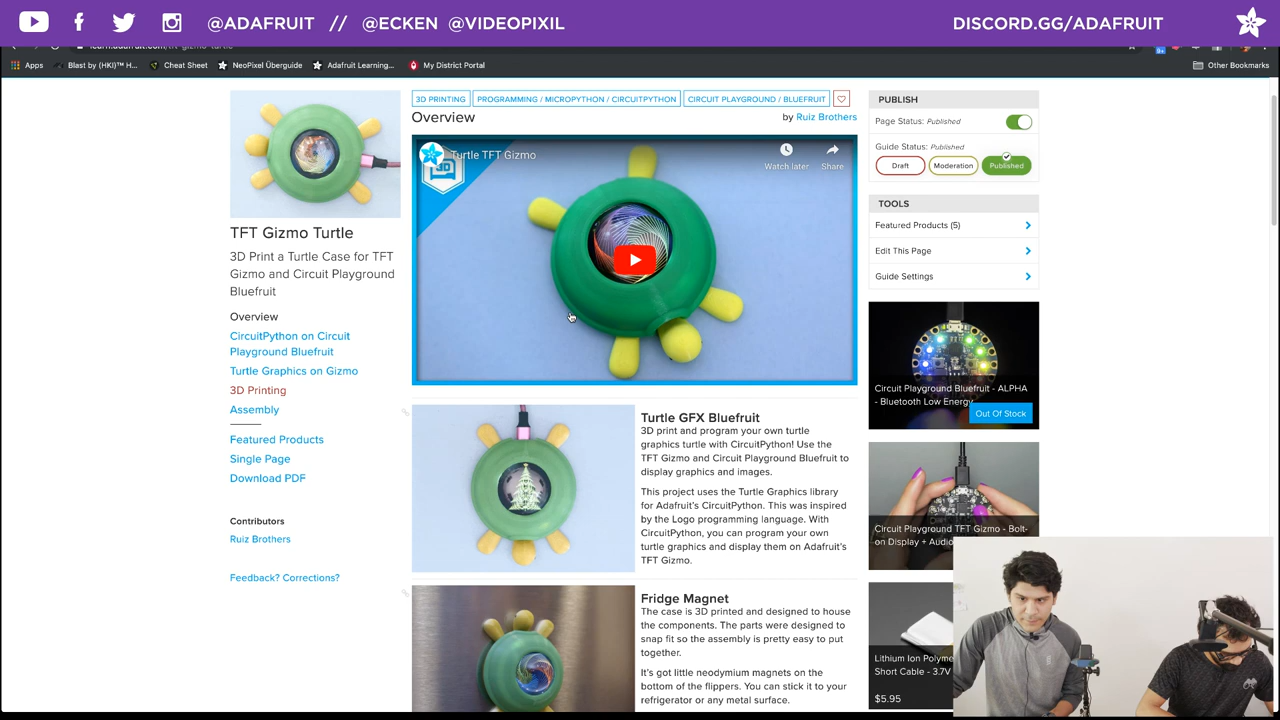 @ADAFRUIT // @ECKEN @VIDEOPIXIL
DISCORD.GG/ADAFRUIT
learn.adafruit.com/tft-gizmo-turtle
Apps
Blast by (HKI)™ H...
Cheat Sheet
NeoPixel Überguide
Adafruit Learning...
My District Portal
Other Bookmarks
TFT Gizmo Turtle
3D Print a Turtle Case for TFT
Gizmo and Circuit Playground
Bluefruit
Overview
CircuitPython on Circuit
Playground Bluefruit
Turtle Graphics on Gizmo
3D Printing
Assembly
Featured Products
Single Page
Download PDF
Contributors
Ruiz Brothers
Feedback? Corrections?
3D PRINTING
PROGRAMMING / MICROPYTHON / CIRCUITPYTHON
CIRCUIT PLAYGROUND / BLUEFRUIT
Overview
by Ruiz Brothers
Turtle TFT Gizmo
3D
Watch later
Share
Turtle GFX Bluefruit
3D print and program your own turtle
graphics turtle with CircuitPython! Use the
TFT Gizmo and Circuit Playground Bluefruit to
display graphics and images.
This project uses the Turtle Graphics library
for Adafruit's CircuitPython. This was inspired
by the Logo programming language. With
CircuitPython, you can program your own
turtle graphics and display them on Adafruit's
TFT Gizmo.
Fridge Magnet
The case is 3D printed and designed to house
the components. The parts were designed to
snap fit so the assembly is pretty easy to put
together.
It's got little neodymium magnets on the
bottom of the flippers. You can stick it to your
refrigerator or any metal surface.
PUBLISH
Page Status: Published
Guide Status: Published
Draft
Moderation
Published
TOOLS
Featured Products (5)
Edit This Page
Guide Settings
Circuit Playground Bluefruit - ALPHA
- Bluetooth Low Energy
Out Of Stock
Circuit Playground TFT Gizmo - Bolt-
on Display + Audio
Lithium Ion Polyme
Short Cable - 3.7V
$5.95